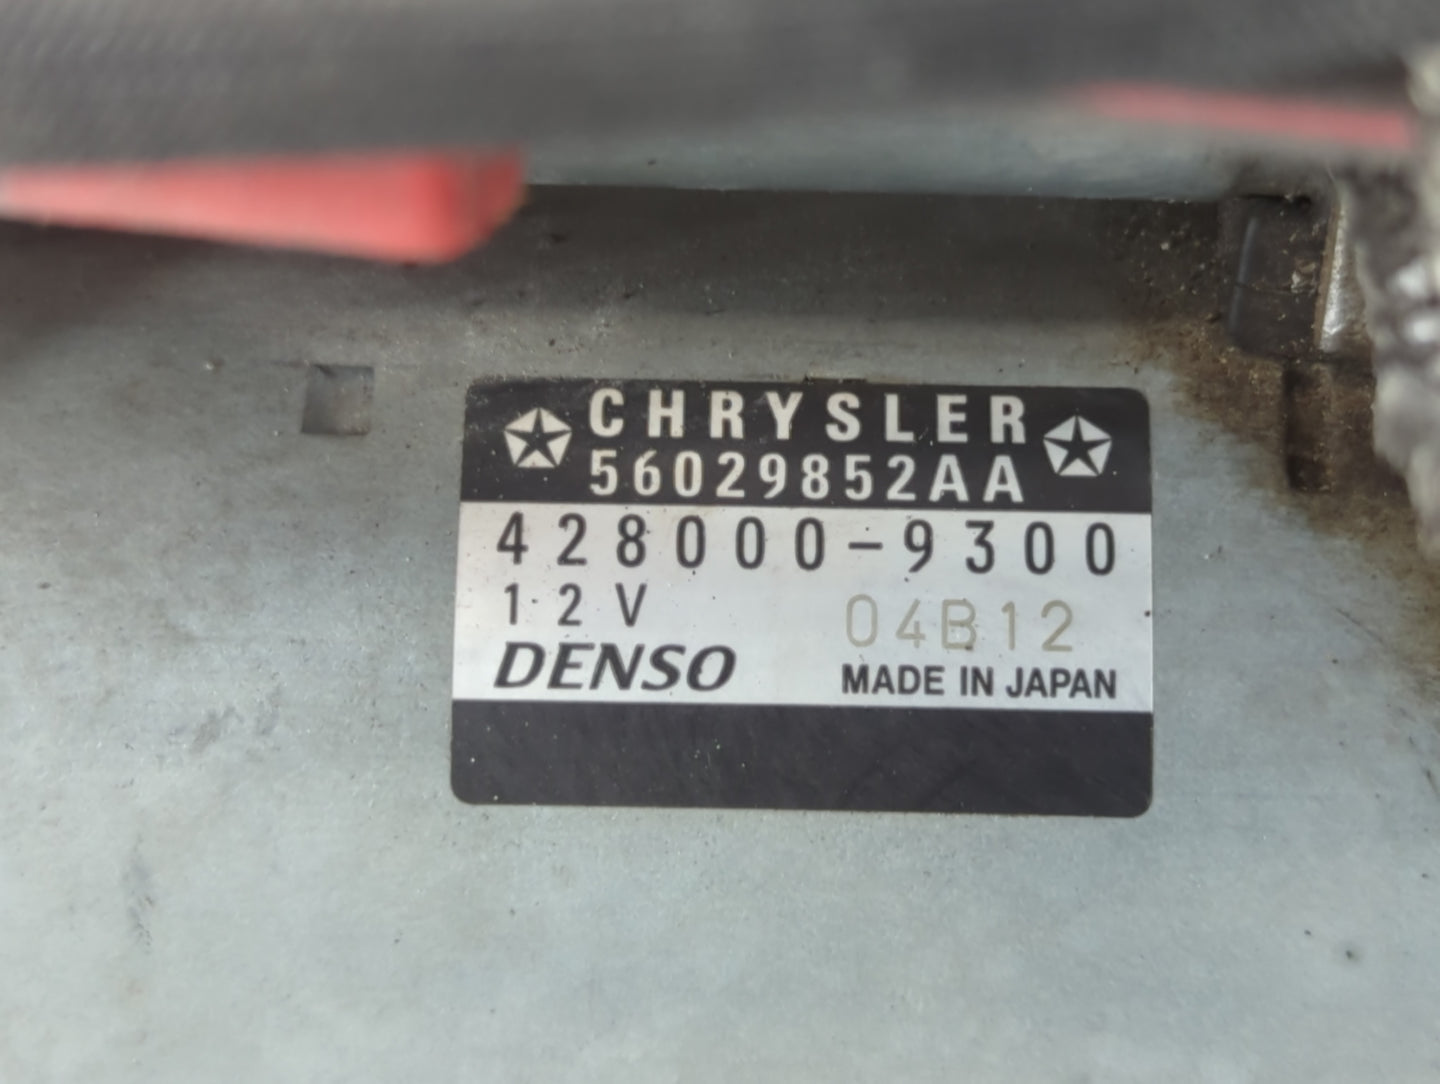 CHRYSLER
56029852AA
428000-9300
12V
04B12
DENSO
MADE IN JAPAN